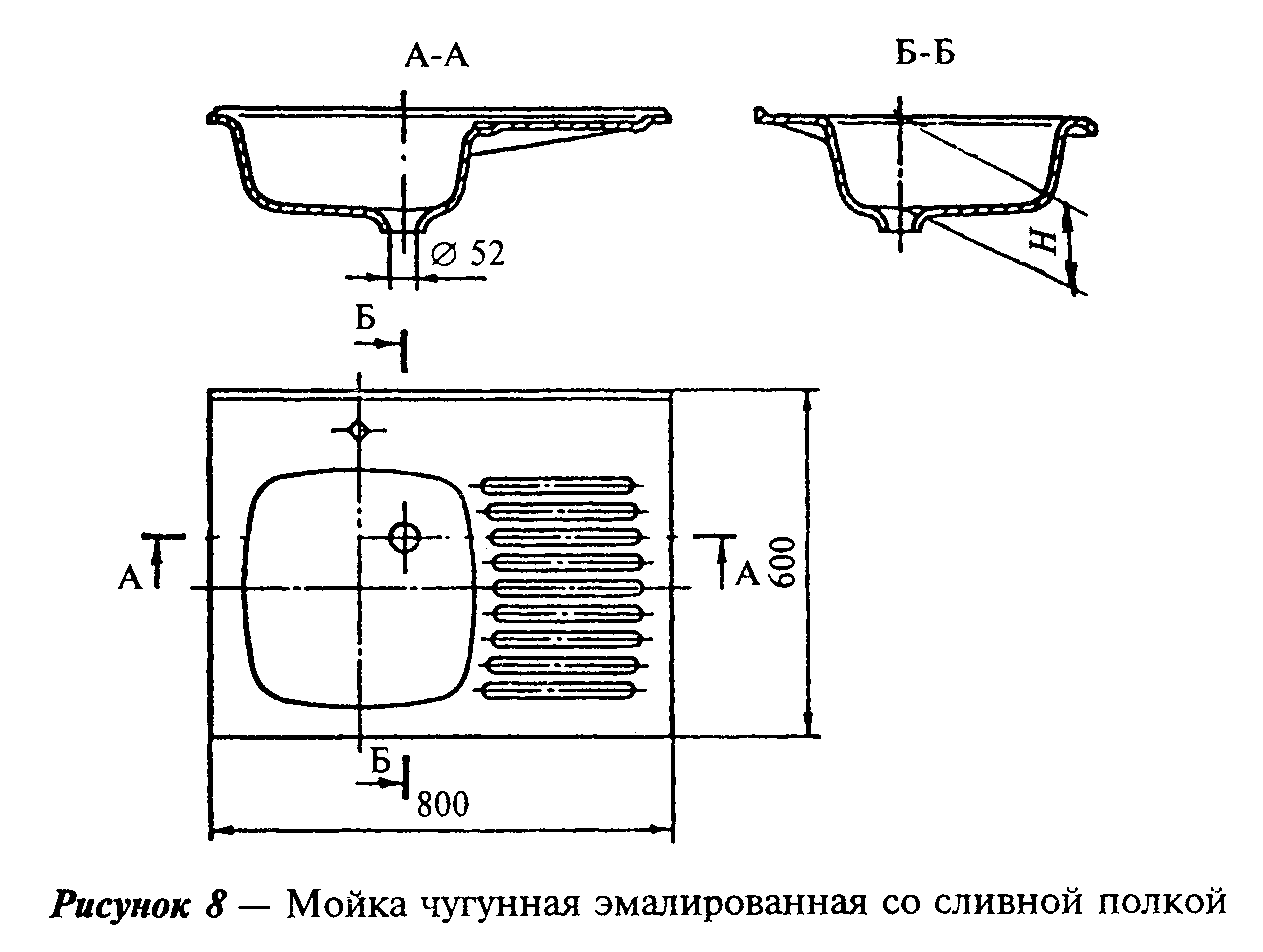 А-А
Б-Б
∅ 52
Н
Б
А
А
600
Б
800
Рисунок 8 — Мойка чугунная эмалированная со сливной полкой